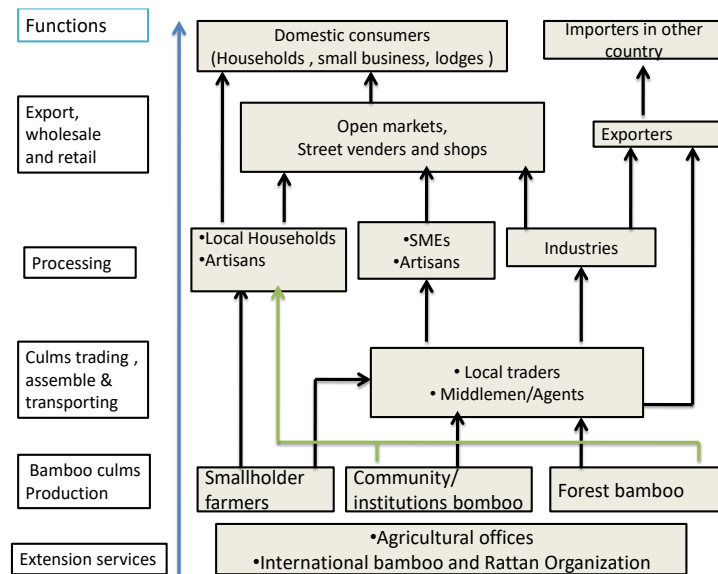 Functions
Domestic consumers
(Households , small business, lodges )
Importers in other
country
Export,
wholesale
and retail
Open markets,
Street venders and shops
Exporters
Processing
•Local Households
•Artisans
•SMEs
•Artisans
Industries
Culms trading ,
assemble &
transporting
• Local traders
• Middlemen/Agents
Bamboo culms
Production
Smallholder
farmers
Community/
institutions bomboo
Forest bamboo
Extension services
•Agricultural offices
•International bamboo and Rattan Organization